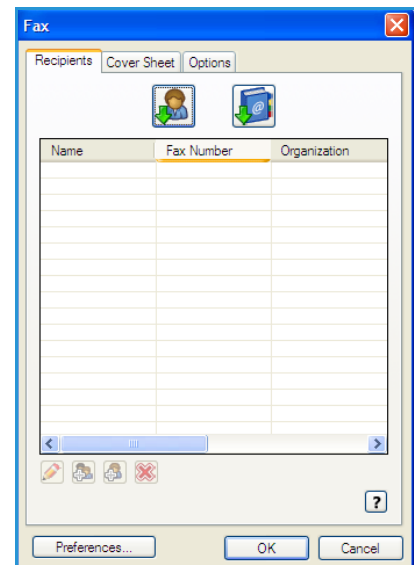 Fax
Recipients Cover Sheet Options
@
Name Fax Number Organization
?
Preferences... OK Cancel